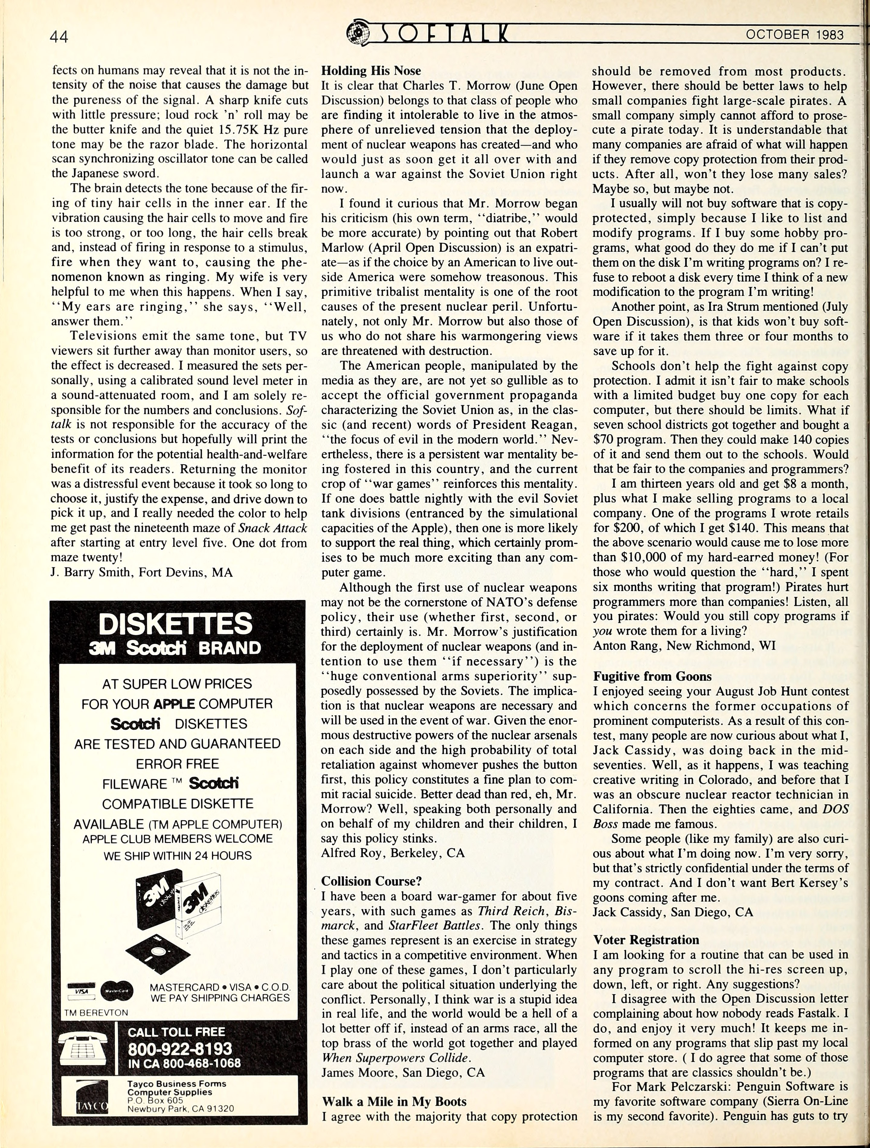 44
SOFTALK
OCTOBER 1983
fects on humans may reveal that it is not the in-
tensity of the noise that causes the damage but
the pureness of the signal. A sharp knife cuts
with little pressure; loud rock 'n' roll may be
the butter knife and the quiet 15.75K Hz pure
tone may be the razor blade. The horizontal
scan synchronizing oscillator tone can be called
the Japanese sword.
The brain detects the tone because of the fir-
ing of tiny hair cells in the inner ear. If the
vibration causing the hair cells to move and fire
is too strong, or too long, the hair cells break
and, instead of firing in response to a stimulus,
fire when they want to, causing the phe-
nomenon known as ringing. My wife is very
helpful to me when this happens. When I say,
"My ears are ringing," she says, "Well,
answer them."
Televisions emit the same tone, but TV
viewers sit further away than monitor users, so
the effect is decreased. I measured the sets per-
sonally, using a calibrated sound level meter in
a sound-attenuated room, and I am solely re-
sponsible for the numbers and conclusions. Sof-
talk is not responsible for the accuracy of the
tests or conclusions but hopefully will print the
information for the potential health-and-welfare
benefit of its readers. Returning the monitor
was a distressful event because it took so long to
choose it, justify the expense, and drive down to
pick it up, and I really needed the color to help
me get past the nineteenth maze of Snack Attack
after starting at entry level five. One dot from
maze twenty!
J. Barry Smith, Fort Devins, MA
DISKETTES
3M Scotch BRAND
AT SUPER LOW PRICES
FOR YOUR APPLE COMPUTER
Scotch DISKETTES
ARE TESTED AND GUARANTEED
ERROR FREE
FILEWARE ™ Scotch
COMPATIBLE DISKETTE
AVAILABLE (TM APPLE COMPUTER)
APPLE CLUB MEMBERS WELCOME
WE SHIP WITHIN 24 HOURS
3M
3M
VISA
MasterCard
MASTERCARD • VISA • C.O.D.
WE PAY SHIPPING CHARGES
TM BEREVTON
CALL TOLL FREE
800-922-8193
IN CA 800-468-1068
TAYCO
Tayco Business Forms
Computer Supplies
P.O. Box 605
Newbury Park, CA 91320
Holding His Nose
It is clear that Charles T. Morrow (June Open
Discussion) belongs to that class of people who
are finding it intolerable to live in the atmos-
phere of unrelieved tension that the deploy-
ment of nuclear weapons has created—and who
would just as soon get it all over with and
launch a war against the Soviet Union right
now.
I found it curious that Mr. Morrow began
his criticism (his own term, "diatribe," would
be more accurate) by pointing out that Robert
Marlow (April Open Discussion) is an expatri-
ate—as if the choice by an American to live out-
side America were somehow treasonous. This
primitive tribalist mentality is one of the root
causes of the present nuclear peril. Unfortu-
nately, not only Mr. Morrow but also those of
us who do not share his warmongering views
are threatened with destruction.
The American people, manipulated by the
media as they are, are not yet so gullible as to
accept the official government propaganda
characterizing the Soviet Union as, in the clas-
sic (and recent) words of President Reagan,
"the focus of evil in the modern world." Nev-
ertheless, there is a persistent war mentality be-
ing fostered in this country, and the current
crop of "war games" reinforces this mentality.
If one does battle nightly with the evil Soviet
tank divisions (entranced by the simulational
capacities of the Apple), then one is more likely
to support the real thing, which certainly prom-
ises to be much more exciting than any com-
puter game.
Although the first use of nuclear weapons
may not be the cornerstone of NATO's defense
policy, their use (whether first, second, or
third) certainly is. Mr. Morrow's justification
for the deployment of nuclear weapons (and in-
tention to use them "if necessary") is the
"huge conventional arms superiority" sup-
posedly possessed by the Soviets. The implica-
tion is that nuclear weapons are necessary and
will be used in the event of war. Given the enor-
mous destructive powers of the nuclear arsenals
on each side and the high probability of total
retaliation against whomever pushes the button
first, this policy constitutes a fine plan to com-
mit racial suicide. Better dead than red, eh, Mr.
Morrow? Well, speaking both personally and
on behalf of my children and their children, I
say this policy stinks.
Alfred Roy, Berkeley, CA
Collision Course?
I have been a board war-gamer for about five
years, with such games as Third Reich, Bis-
marck, and StarFleet Battles. The only things
these games represent is an exercise in strategy
and tactics in a competitive environment. When
I play one of these games, I don't particularly
care about the political situation underlying the
conflict. Personally, I think war is a stupid idea
in real life, and the world would be a hell of a
lot better off if, instead of an arms race, all the
top brass of the world got together and played
When Superpowers Collide.
James Moore, San Diego, CA
Walk a Mile in My Boots
I agree with the majority that copy protection
should be removed from most products.
However, there should be better laws to help
small companies fight large-scale pirates. A
small company simply cannot afford to prose-
cute a pirate today. It is understandable that
many companies are afraid of what will happen
if they remove copy protection from their prod-
ucts. After all, won't they lose many sales?
Maybe so, but maybe not.
I usually will not buy software that is copy-
protected, simply because I like to list and
modify programs. If I buy some hobby pro-
grams, what good do they do me if I can't put
them on the disk I'm writing programs on? I re-
fuse to reboot a disk every time I think of a new
modification to the program I'm writing!
Another point, as Ira Strum mentioned (July
Open Discussion), is that kids won't buy soft-
ware if it takes them three or four months to
save up for it.
Schools don't help the fight against copy
protection. I admit it isn't fair to make schools
with a limited budget buy one copy for each
computer, but there should be limits. What if
seven school districts got together and bought a
$70 program. Then they could make 140 copies
of it and send them out to the schools. Would
that be fair to the companies and programmers?
I am thirteen years old and get $8 a month,
plus what I make selling programs to a local
company. One of the programs I wrote retails
for $200, of which I get $140. This means that
the above scenario would cause me to lose more
than $10,000 of my hard-earned money! (For
those who would question the "hard," I spent
six months writing that program!) Pirates hurt
programmers more than companies! Listen, all
you pirates: Would you still copy programs if
you wrote them for a living?
Anton Rang, New Richmond, WI
Fugitive from Goons
I enjoyed seeing your August Job Hunt contest
which concerns the former occupations of
prominent computerists. As a result of this con-
test, many people are now curious about what I,
Jack Cassidy, was doing back in the mid-
seventies. Well, as it happens, I was teaching
creative writing in Colorado, and before that I
was an obscure nuclear reactor technician in
California. Then the eighties came, and DOS
Boss made me famous.
Some people (like my family) are also curi-
ous about what I'm doing now. I'm very sorry,
but that's strictly confidential under the terms of
my contract. And I don't want Bert Kersey's
goons coming after me.
Jack Cassidy, San Diego, CA
Voter Registration
I am looking for a routine that can be used in
any program to scroll the hi-res screen up,
down, left, or right. Any suggestions?
I disagree with the Open Discussion letter
complaining about how nobody reads Fastalk. I
do, and enjoy it very much! It keeps me in-
formed on any programs that slip past my local
computer store. ( I do agree that some of those
programs that are classics shouldn't be.)
For Mark Pelczarski: Penguin Software is
my favorite software company (Sierra On-Line
is my second favorite). Penguin has guts to try